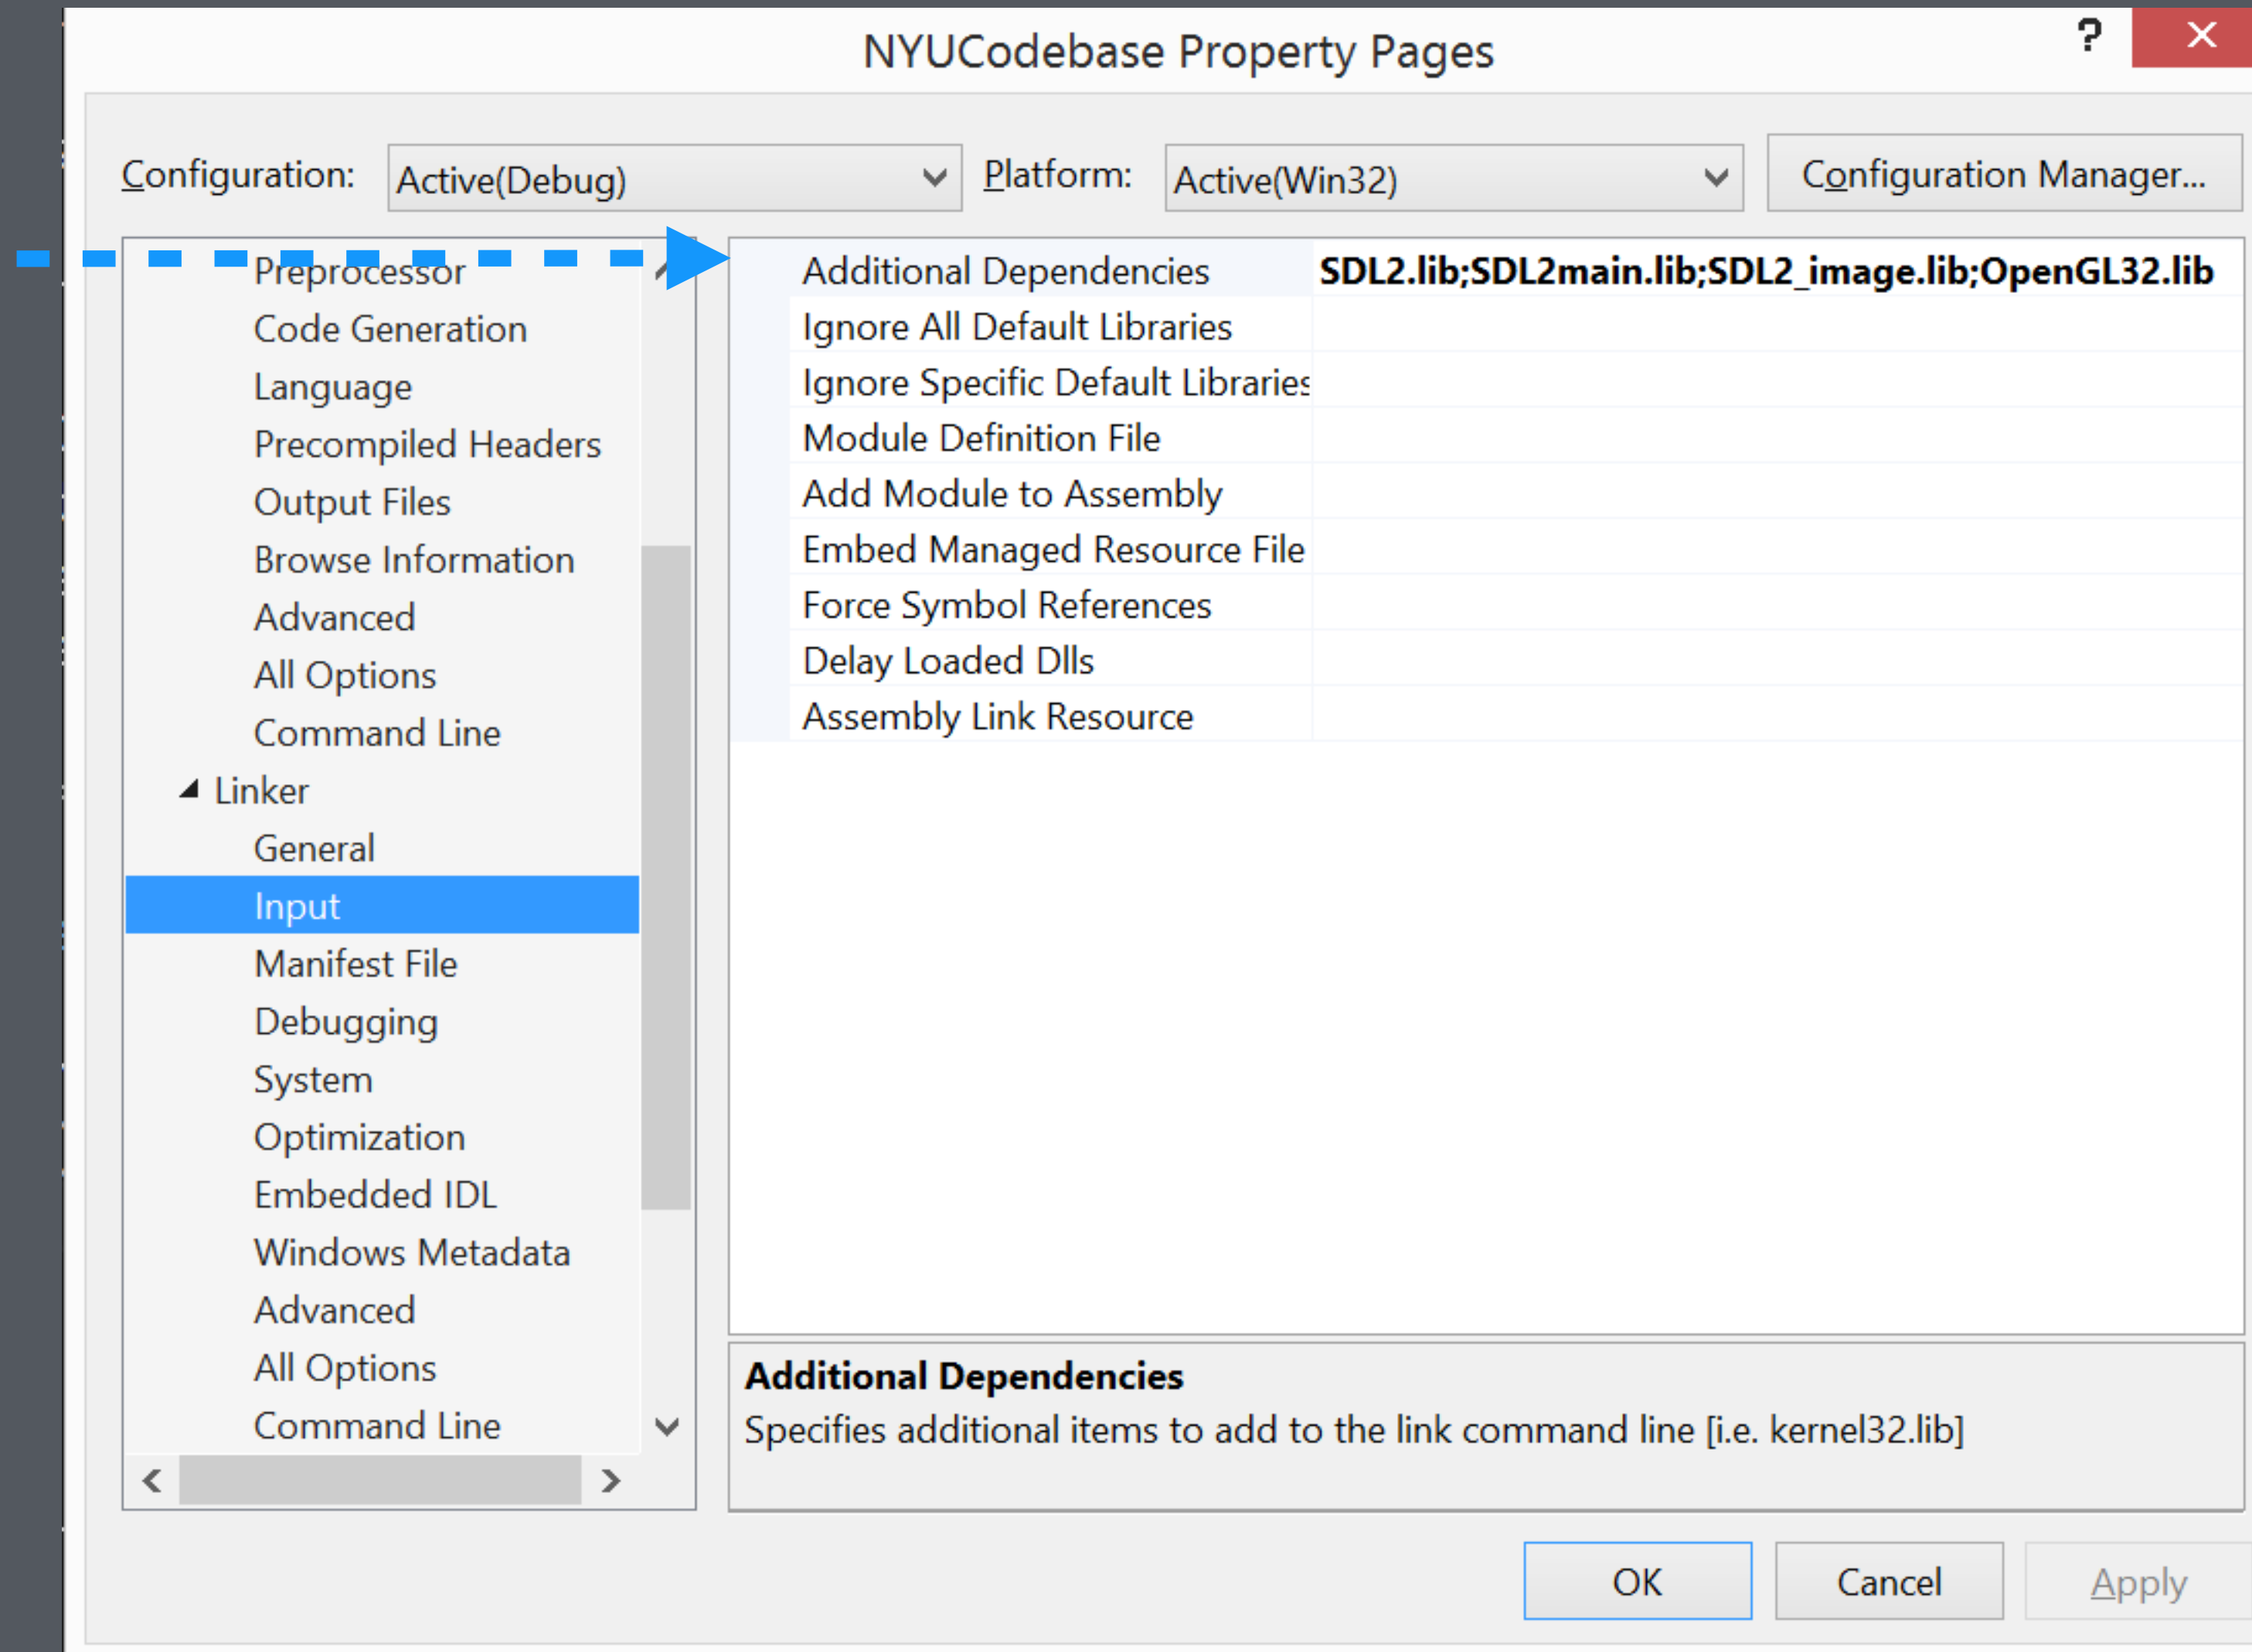 NYUCodebase Property Pages
?
Configuration: Active(Debug) Platform: Active(Win32) Configuration Manager...
Preprocessor
Code Generation
Language
Precompiled Headers
Output Files
Browse Information
Advanced
All Options
Command Line
Linker
General
Input
Manifest File
Debugging
System
Optimization
Embedded IDL
Windows Metadata
Advanced
All Options
Command Line
Additional Dependencies SDL2.lib;SDL2main.lib;SDL2_image.lib;OpenGL32.lib
Ignore All Default Libraries
Ignore Specific Default Libraries
Module Definition File
Add Module to Assembly
Embed Managed Resource File
Force Symbol References
Delay Loaded Dlls
Assembly Link Resource
Additional Dependencies
Specifies additional items to add to the link command line [i.e. kernel32.lib]
OK Cancel Apply